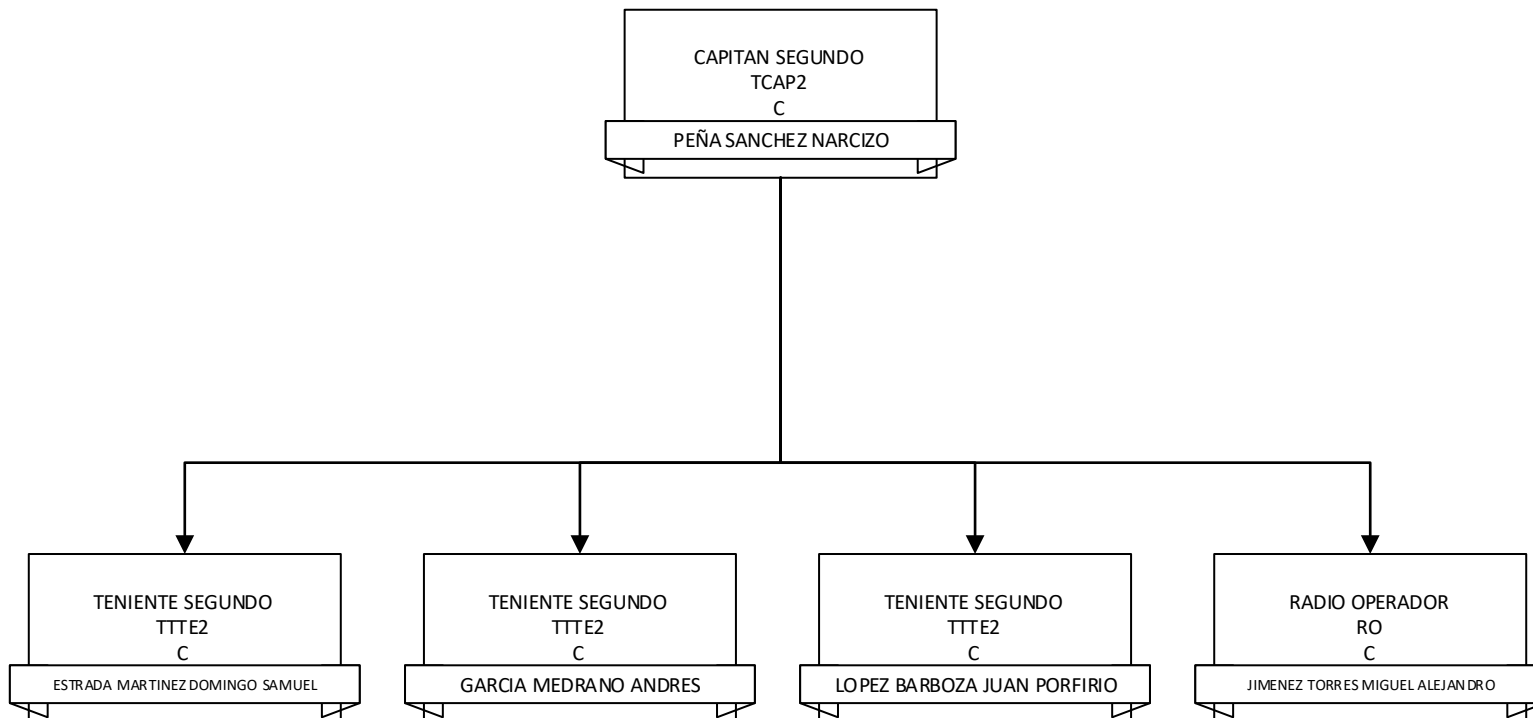 CAPITAN SEGUNDO
TCAP2
C
PEÑA SANCHEZ NARCIZO
TENIENTE SEGUNDO
TTTE2
C
ESTRADA MARTINEZ DOMINGO SAMUEL
TENIENTE SEGUNDO
TTTE2
C
GARCIA MEDRANO ANDRES
TENIENTE SEGUNDO
TTTE2
C
LOPEZ BARBOZA JUAN PORFIRIO
RADIO OPERADOR
RO
C
JIMENEZ TORRES MIGUEL ALEJANDRO